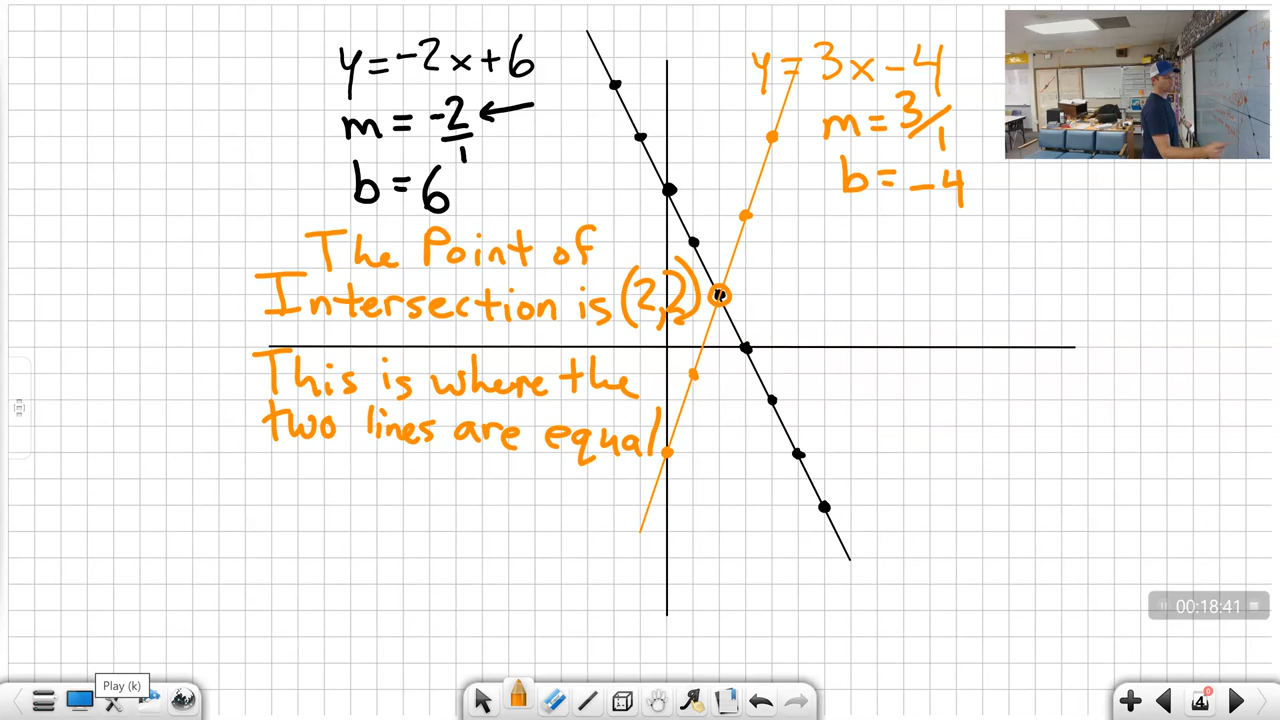 y = -2x + 6
m = -2/1
b = 6
y = 3x - 4
m = 3/1
b = -4
The Point of
Intersection is (2,2)
This is where the
two lines are equal
00:18:41
Play (k)
4
0